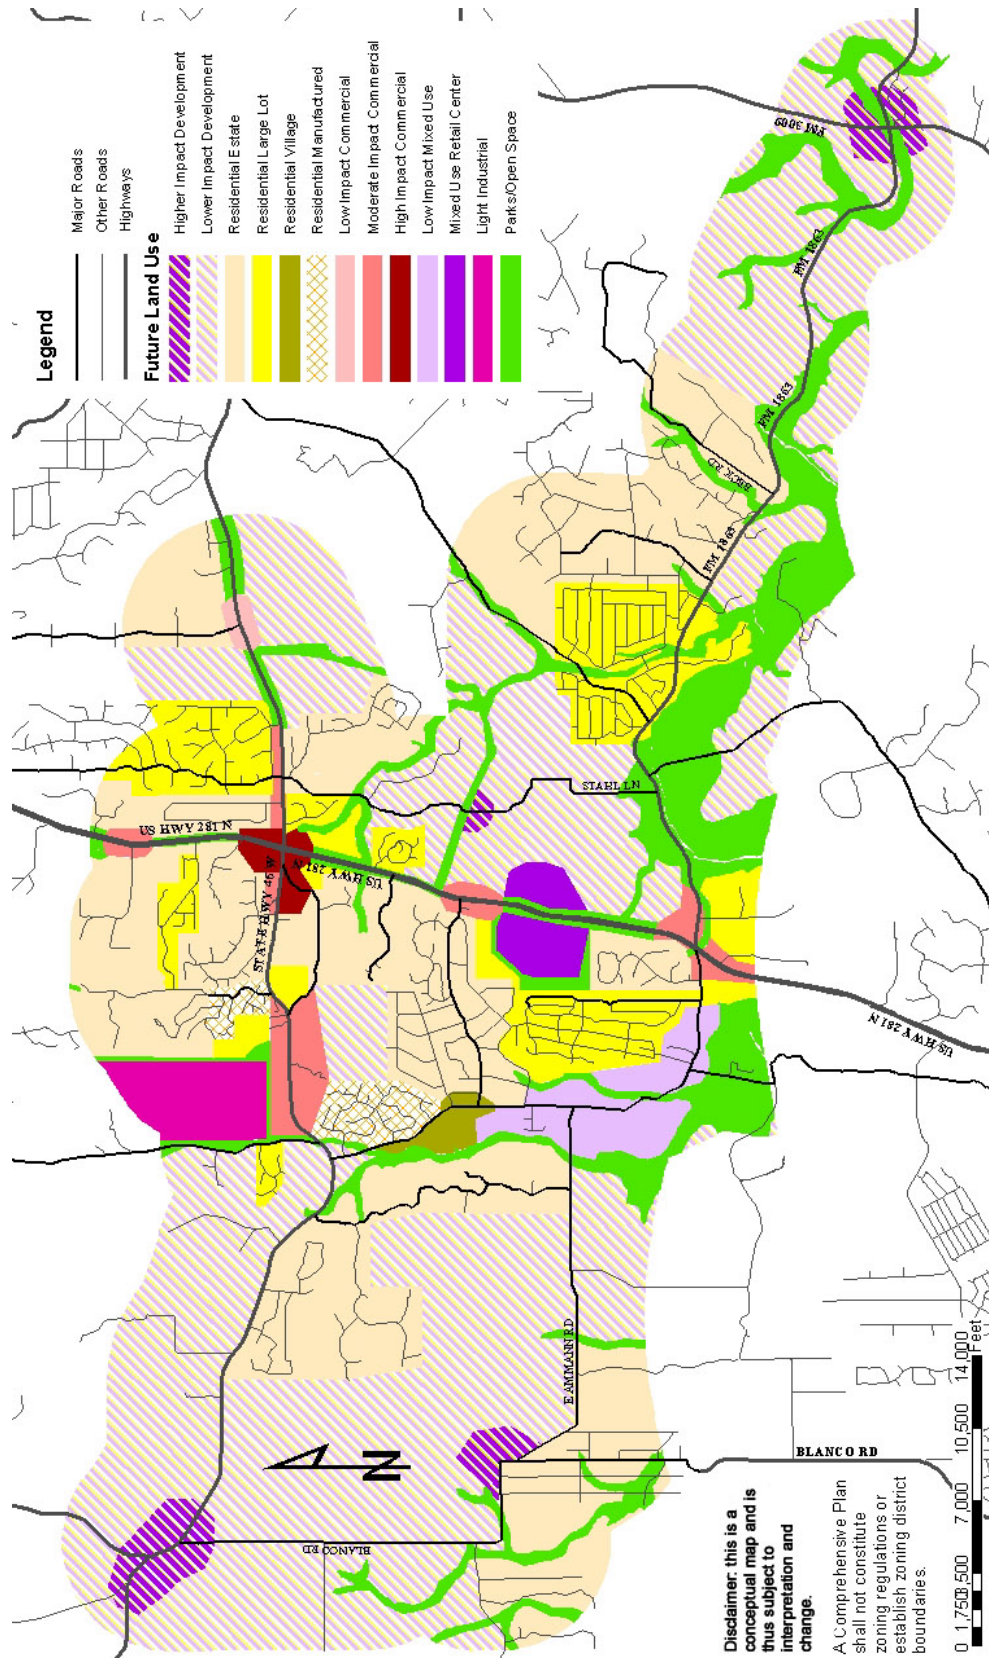 Legend
Major Roads
Other Roads
Highways
Future Land Use
Higher Impact Development
Lower Impact Development
Residential Estate
Residential Large Lot
Residential Village
Residential Manufactured
Low Impact Commercial
Moderate Impact Commercial
High Impact Commercial
Low Impact Mixed Use
Mixed Use Retail Center
Light Industrial
Parks/Open Space
FM 3009
FM 1863
FM 1863
BECK RD
FM 1863
US HWY 281 N
STATE HWY 46 W
US HWY 281 N
STAHL LN
US HWY 281 N
E AMMANN RD
BLANCO RD
BLANCO RD
N
Disclaimer: this is a
conceptual map and is
thus subject to
interpretation and
change.
A Comprehensive Plan
shall not constitute
zoning regulations or
establish zoning district
boundaries.
0 1,750 3,500 7,000 10,500 14,000
Feet